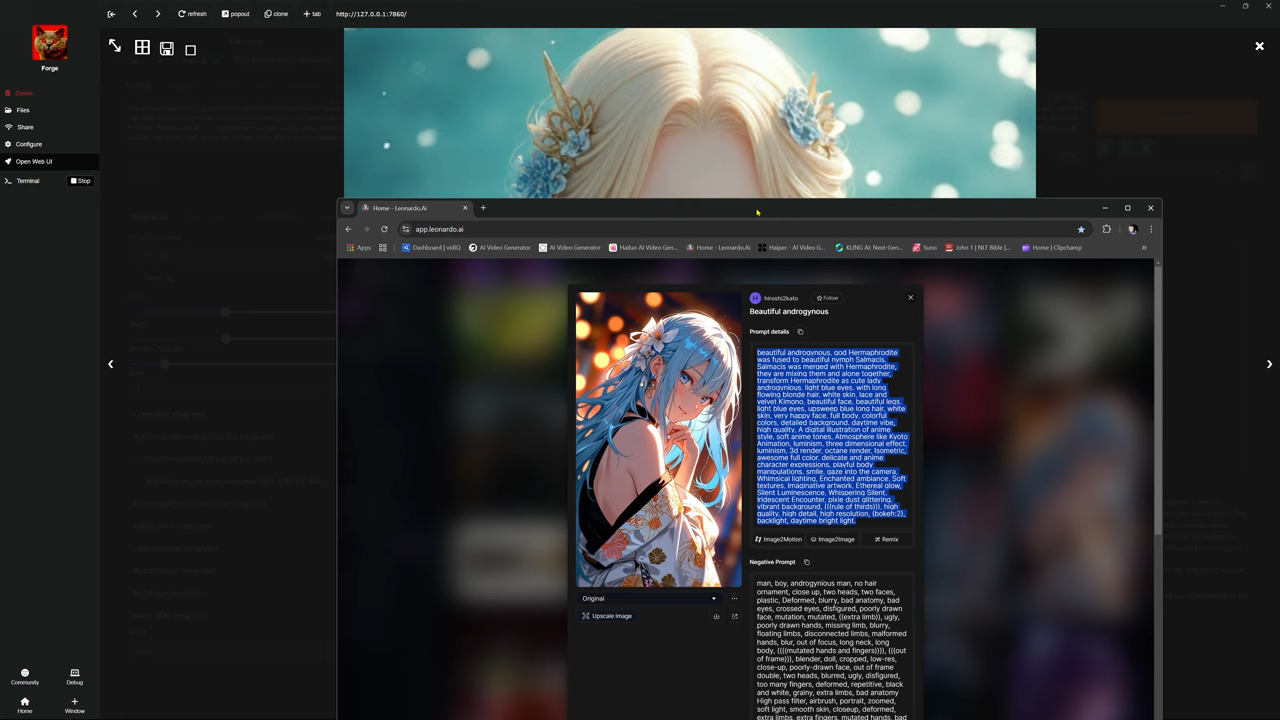 refresh
popout
clone
tab
http://127.0.0.1:7860/
Forge
Delete
Files
Share
Configure
Open Web UI
Terminal
Stop
Community
Debug
Home
Window
Home - Leonardo.Ai
app.leonardo.ai
Apps
Dashboard | vidIQ
AI Video Generator
AI Video Generator
Hailuo AI Video Gen...
Home - Leonardo.Ai
Haiper - AI Video G...
KLING AI: Next-Gen...
Suno
John 1 | NLT Bible |...
Home | Clipchamp
hiroshi2kato
Follow
Beautiful androgynous
Prompt details
beautiful androgynous, god Hermaphrodite
was fused to beautiful nymph Salmacis.
Salmacis was merged with Hermaphrodite,
they are mixing them and alone together,
transform Hermaphrodite as cute lady
androgynious. light blue eyes, with long
flowing blonde hair, white skin, lace and
velvet Kimono, beautiful face, beautiful legs,
light blue eyes, upsweep blue long hair, white
skin, very happy face, full body, colorful
colors, detailed background, daytime vibe,
high quality, A digital illustration of anime
style, soft anime tones, Atmosphere like Kyoto
Animation, luminism, three dimensional effect,
luminism, 3d render, octane render, Isometric,
awesome full color, delicate and anime
character expressions, playful body
manipulations, smile, gaze into the camera,
Whimsical lighting, Enchanted ambiance, Soft
textures, Imaginative artwork, Ethereal glow,
Silent Luminescence, Whispering Silent,
Iridescent Encounter, pixie dust glittering,
vibrant background, (((rule of thirds))), high
quality, high detail, high resolution, (bokeh:2),
backlight, daytime bright light.
Image2Motion
Image2Image
Remix
Negative Prompt
man, boy, androgynious man, no hair
ornament, close up, two heads, two faces,
plastic, Deformed, blurry, bad anatomy, bad
eyes, crossed eyes, disfigured, poorly drawn
face, mutation, mutated, ((extra limb)), ugly,
poorly drawn hands, missing limb, blurry,
floating limbs, disconnected limbs, malformed
hands, blur, out of focus, long neck, long
body, ((((mutated hands and fingers)))), (((out
of frame))), blender, doll, cropped, low-res,
close-up, poorly-drawn face, out of frame
double, two heads, blurred, ugly, disfigured,
too many fingers, deformed, repetitive, black
and white, grainy, extra limbs, bad anatomy
High pass filter, airbrush, portrait, zoomed,
soft light, smooth skin, closeup, deformed,
extra limbs, extra fingers, mutated hands, bad
Original
Upscale Image